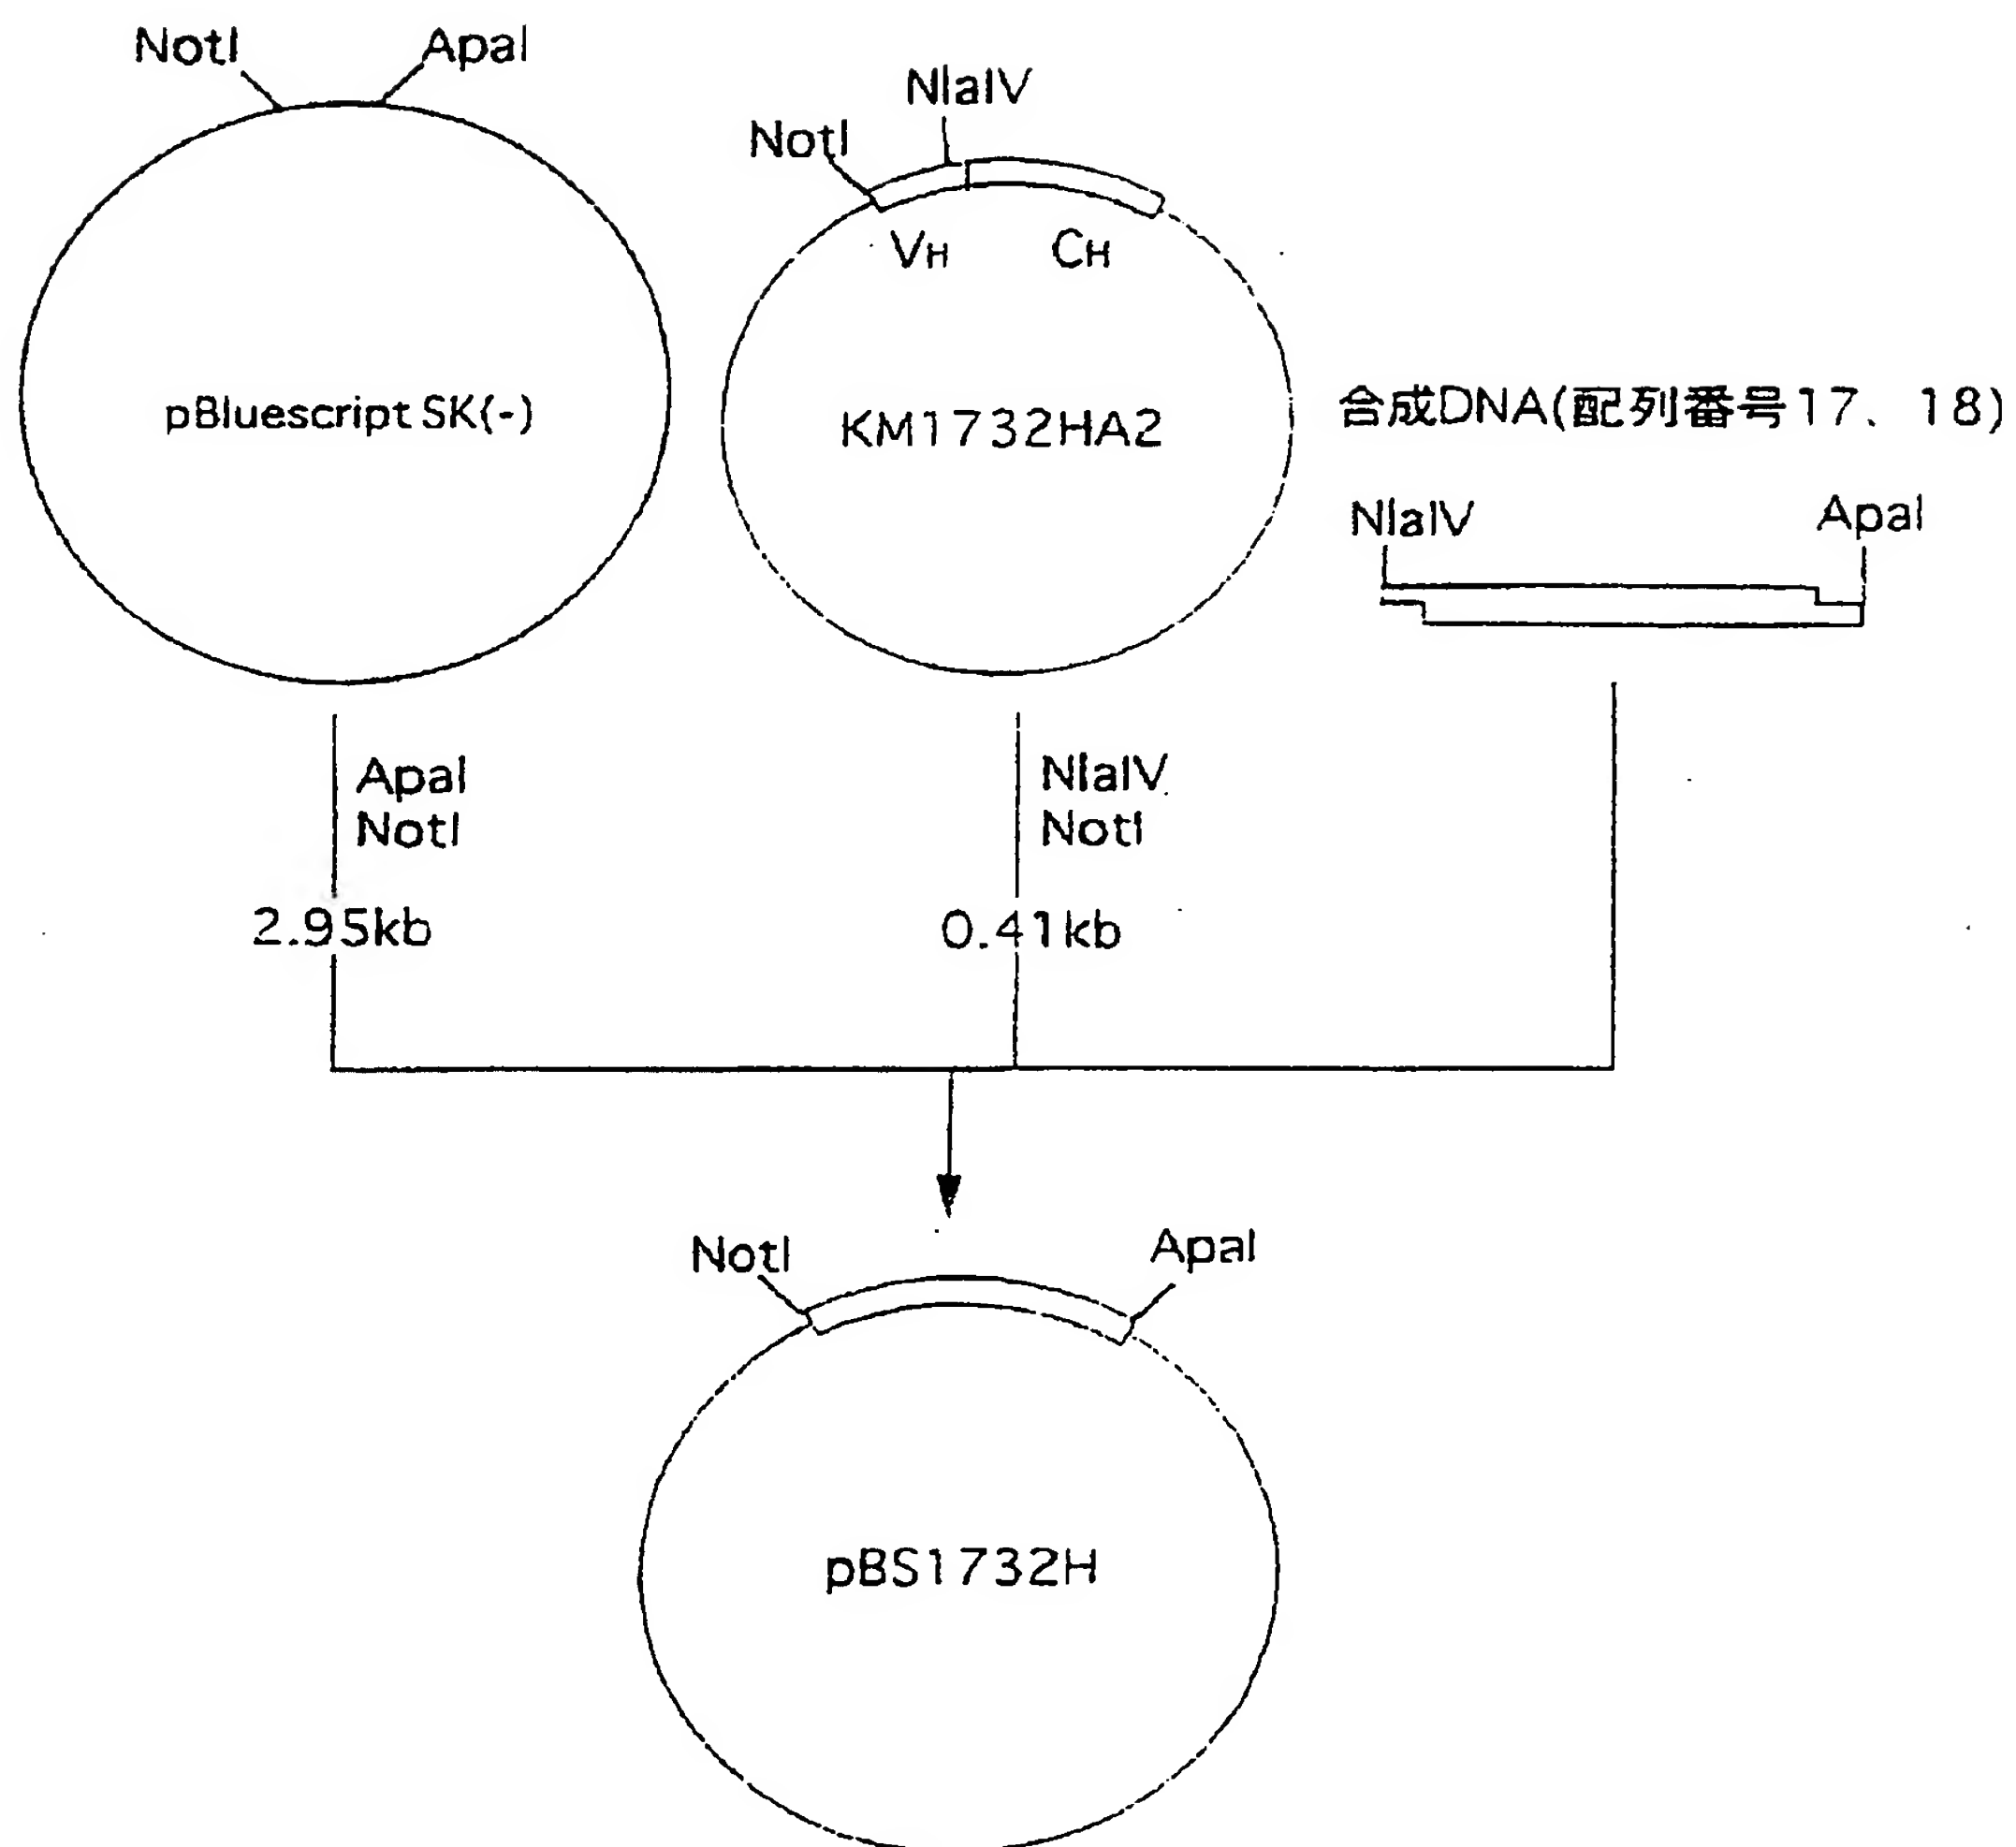 NotI
ApaI
NlaIV
NotI
VH
CH
pBluescript SK(-)
KM1732HA2
合成DNA(配列番号17、18)
NlaIV
ApaI
ApaI
NotI
NlaIV
NotI
2.95kb
0.41kb
NotI
ApaI
pBS1732H